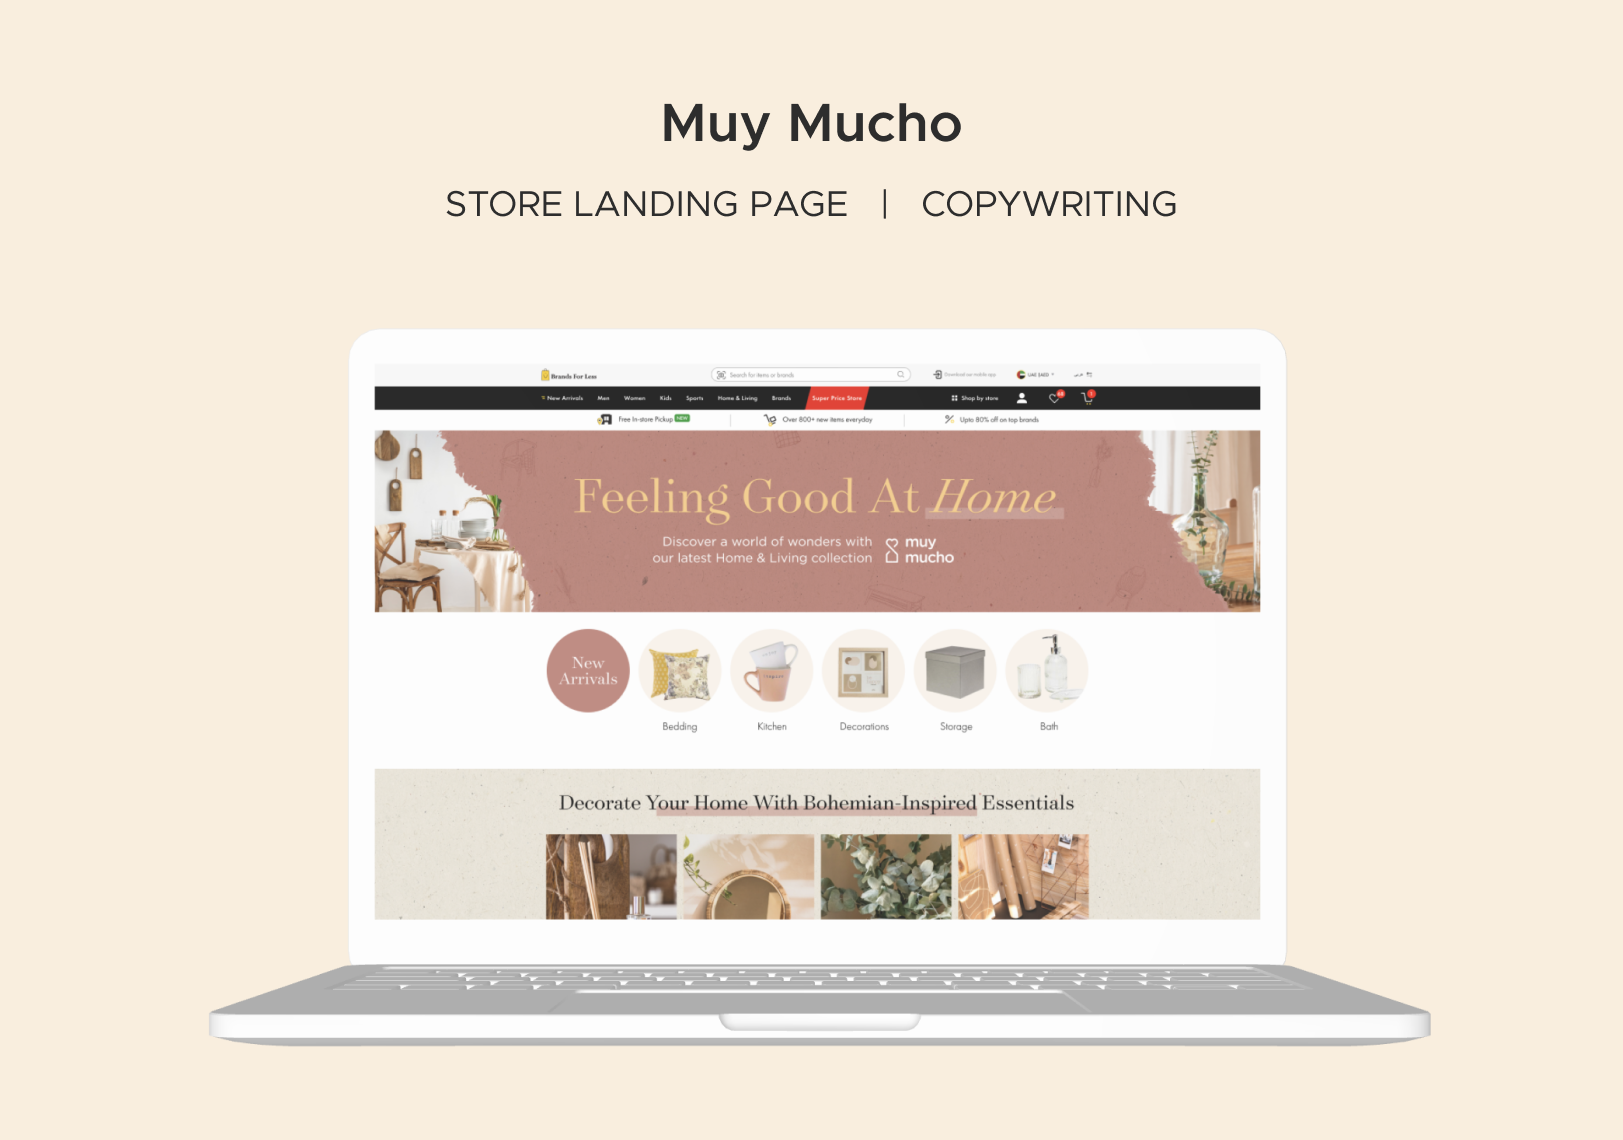 Muy Mucho
STORE LANDING PAGE | COPYWRITING
Brands For Less
Search for items or brands
Download our mobile app
UAE (AED)
New Arrivals Men Women Kids Sports Home & Living Brands Super Price Store Shop by store
Free In-store Pickup NEW
Over 800+ new items everyday
Upto 80% off on top brands
Feeling Good At Home
Discover a world of wonders with
our latest Home & Living collection
muy
mucho
New
Arrivals
Bedding Kitchen Decorations Storage Bath
Decorate Your Home With Bohemian-Inspired Essentials